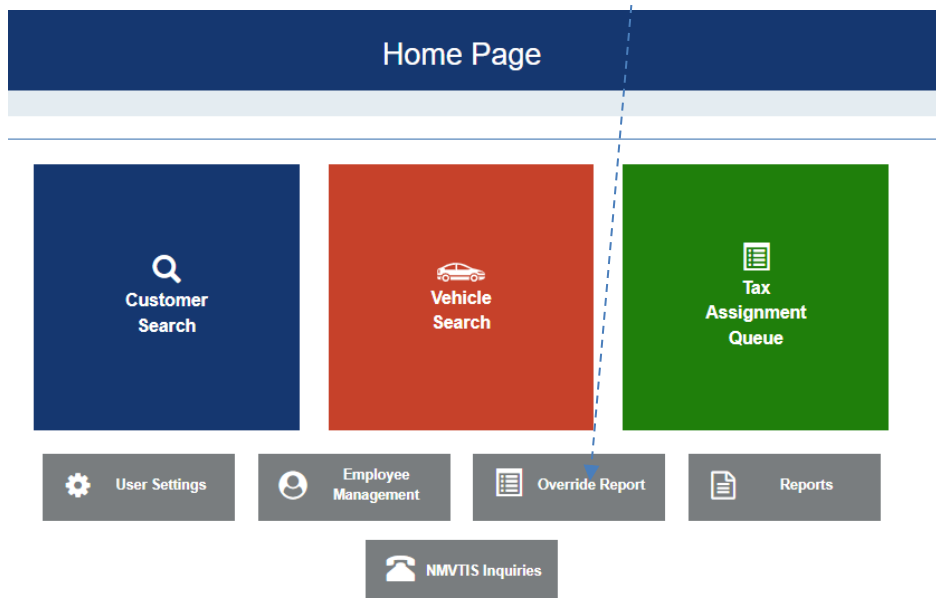 Home Page
Customer
Search
Vehicle
Search
Tax
Assignment
Queue
User Settings
Employee
Management
Override Report
Reports
NMVTIS Inquiries